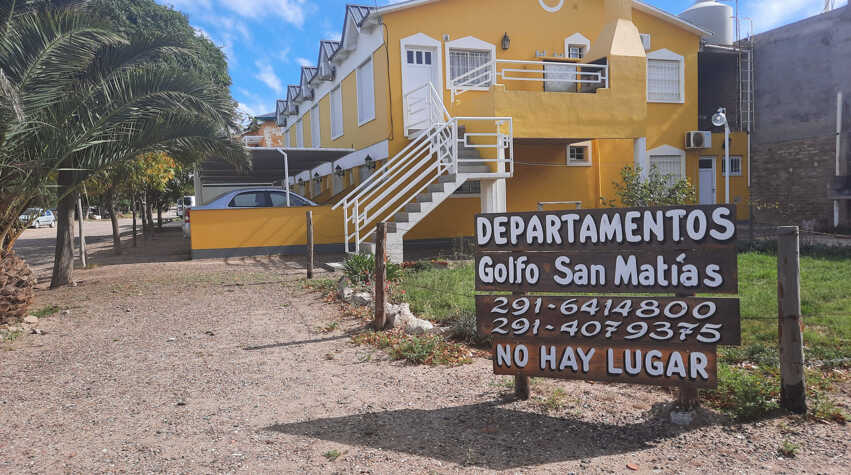 DEPARTAMENTOS
Golfo San Matías
291-6414800
291-4079375
NO HAY LUGAR